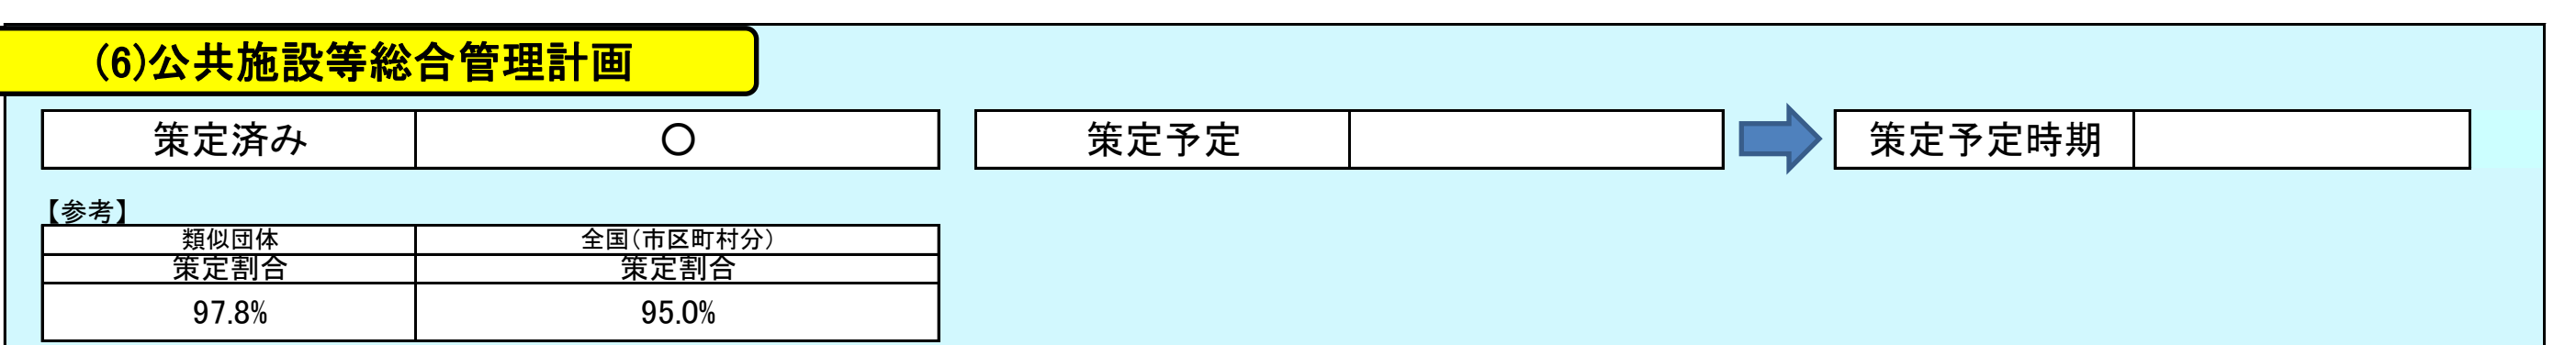 (6)公共施設等総合管理計画
策定済み ○ 策定予定 策定予定時期
【参考】
類似団体 全国(市区町村分)
策定割合 策定割合
97.8% 95.0%